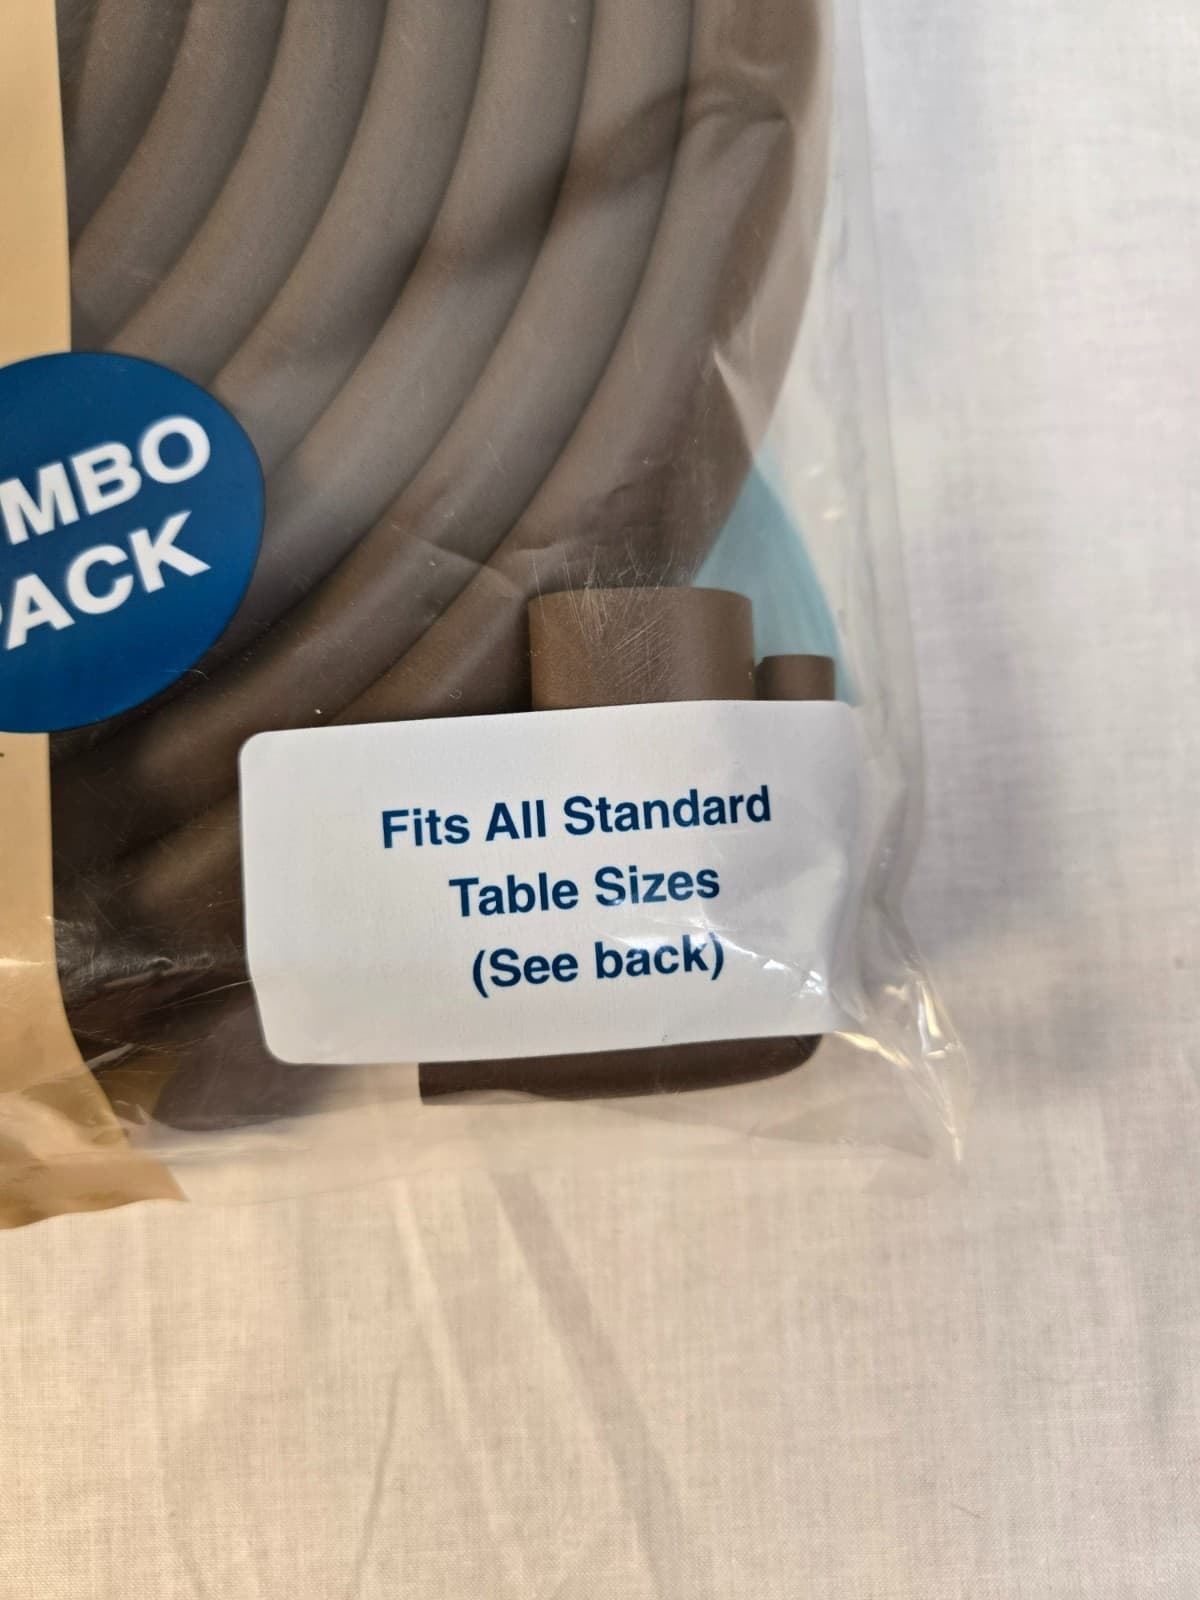 MBO
ACK
Fits All Standard
Table Sizes
(See back)